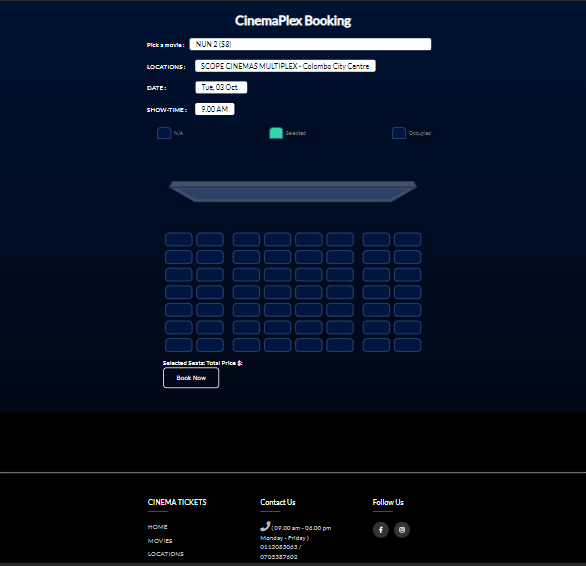 CinemaPlex Booking
Pick a movie : NUN 2 ($8)
LOCATIONS : SCOPE CINEMAS MULTIPLEX - Colombo City Centre
DATE : Tue, 03 Oct
SHOW-TIME : 9.00 AM
N/A Selected Occupied
Selected Seats: Total Price $:
Book Now
CINEMA TICKETS Contact Us Follow Us
HOME
MOVIES
LOCATIONS
( 09.00 am - 06.00 pm
Monday - Friday )
0112083063 /
0703387602